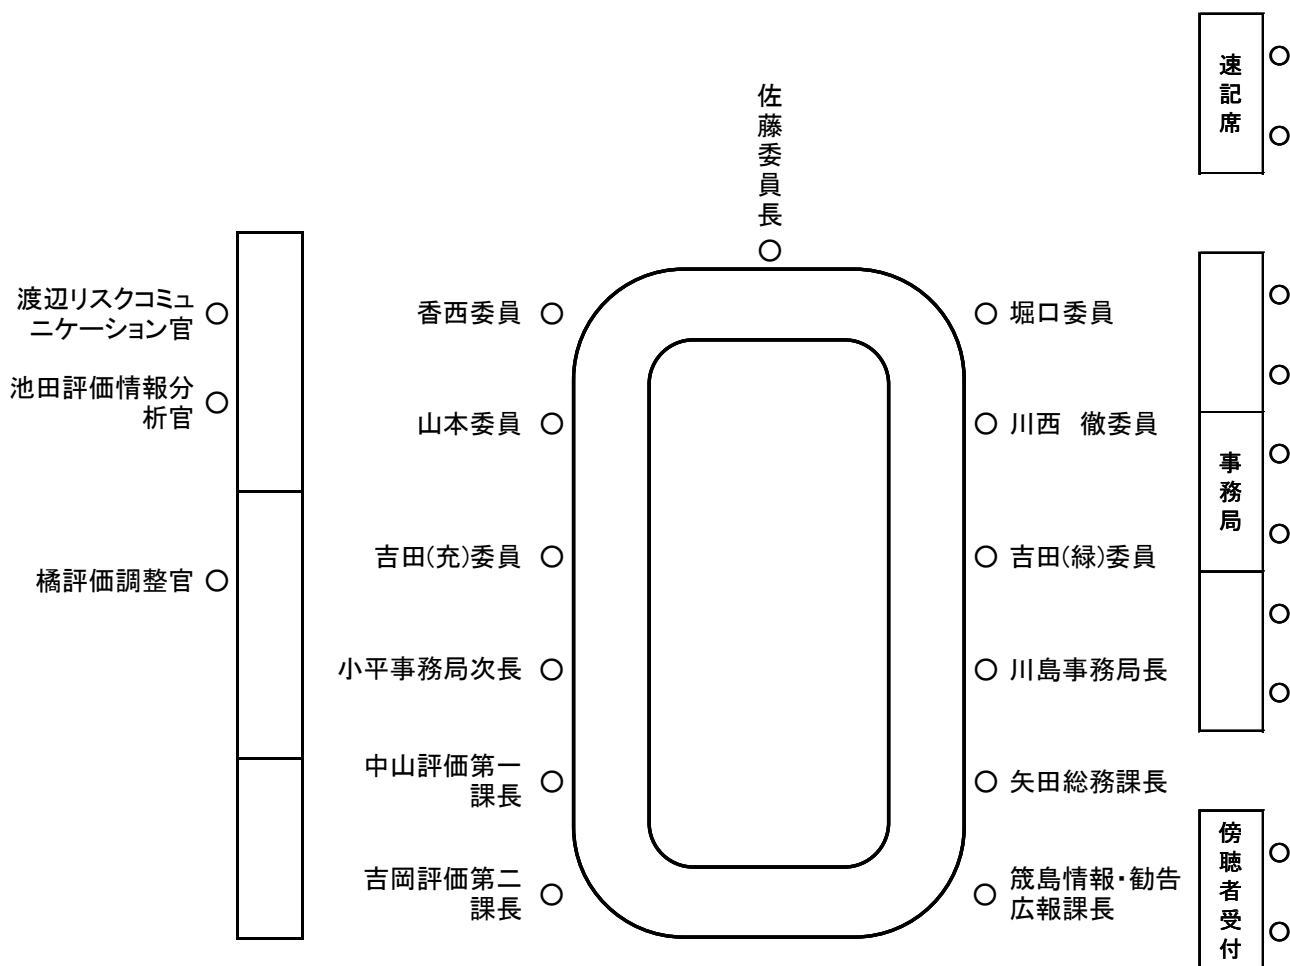 速記席
佐藤委員長
渡辺リスクコミュ
ニケーション官
香西委員
堀口委員
池田評価情報分
析官
山本委員
川西　徹委員
事務局
吉田(充)委員
吉田(緑)委員
橘評価調整官
小平事務局次長
川島事務局長
中山評価第一
課長
矢田総務課長
吉岡評価第二
課長
筬島情報・勧告
広報課長
傍聴者受付